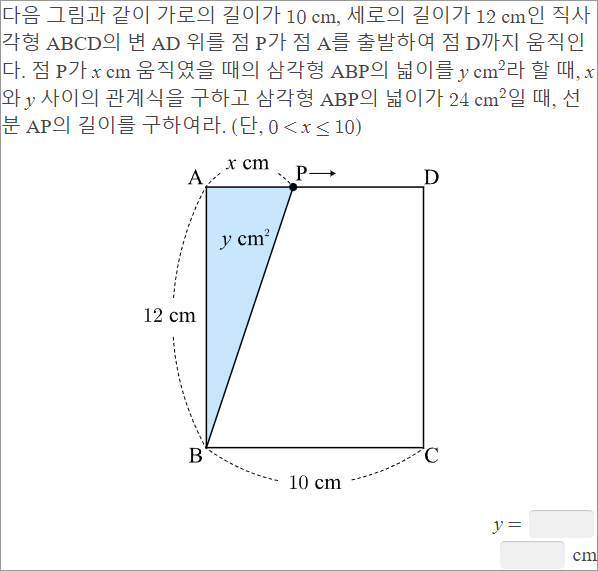 다음 그림과 같이 가로의 길이가 10 cm, 세로의 길이가 12 cm인 직사
각형 ABCD의 변 AD 위를 점 P가 점 A를 출발하여 점 D까지 움직인
다. 점 P가 x cm 움직였을 때의 삼각형 ABP의 넓이를 y cm²라 할 때, x
와 y 사이의 관계식을 구하고 삼각형 ABP의 넓이가 24 cm²일 때, 선
분 AP의 길이를 구하여라. (단, 0 < x ≤ 10)
x cm
A P D
y cm²
12 cm
B C
10 cm
y =
cm